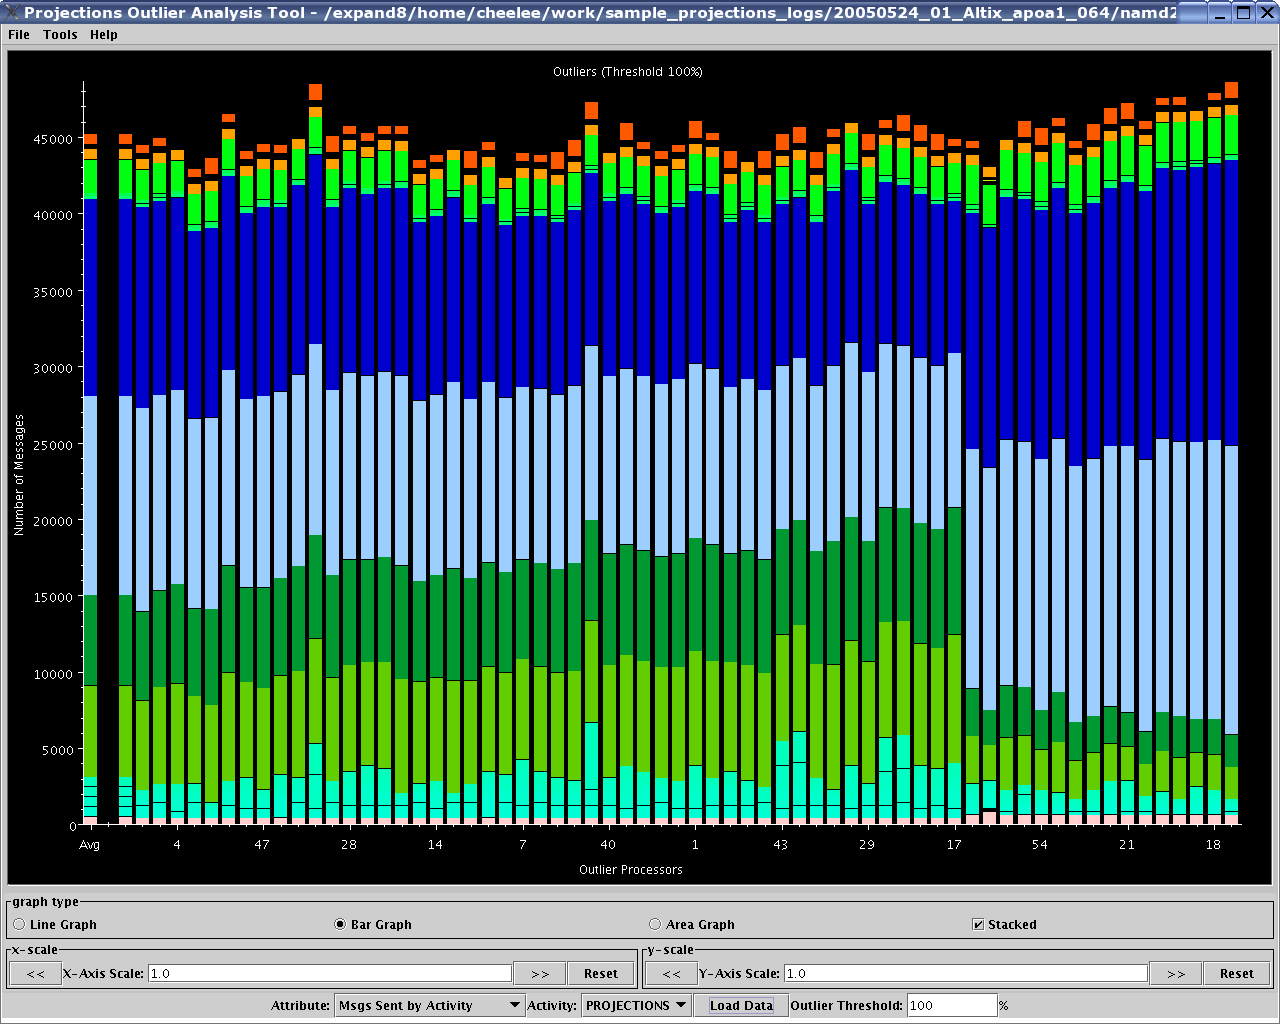 Projections Outlier Analysis Tool - /expand8/home/cheelee/work/sample_projections_logs/20050524_01_Altix_apoa1_064/namd2
File Tools Help
Outliers (Threshold 100%)
45000
40000
35000
30000
25000
20000
15000
10000
5000
0
Number of Messages
Avg 4 47 28 14 7 40 1 43 29 17 54 21 18
Outlier Processors
graph type
Line Graph Bar Graph Area Graph Stacked
x-scale y-scale
<< X-Axis Scale: 1.0 >> Reset << Y-Axis Scale: 1.0 >> Reset
Attribute: Msgs Sent by Activity Activity: PROJECTIONS Load Data Outlier Threshold: 100 %